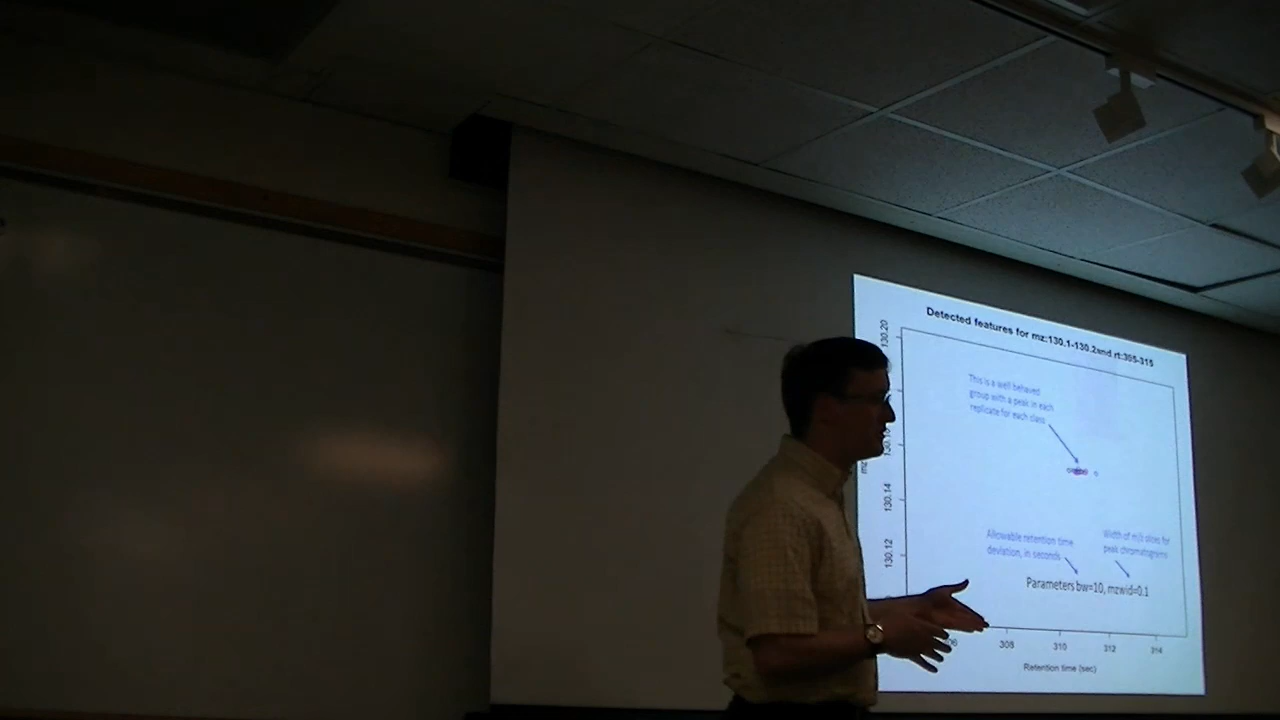 Detected features for mz:130.1-130.2and rt:305-315
130.20
This is a well behaved
group with a peak in each
replicate for each class
130.14
Allowable retention time
deviation, in seconds
Width of m/z slices for
peak chromatograms
130.12
Parameters bw=10, mzwid=0.1
308
310
312
314
Retention time (sec)